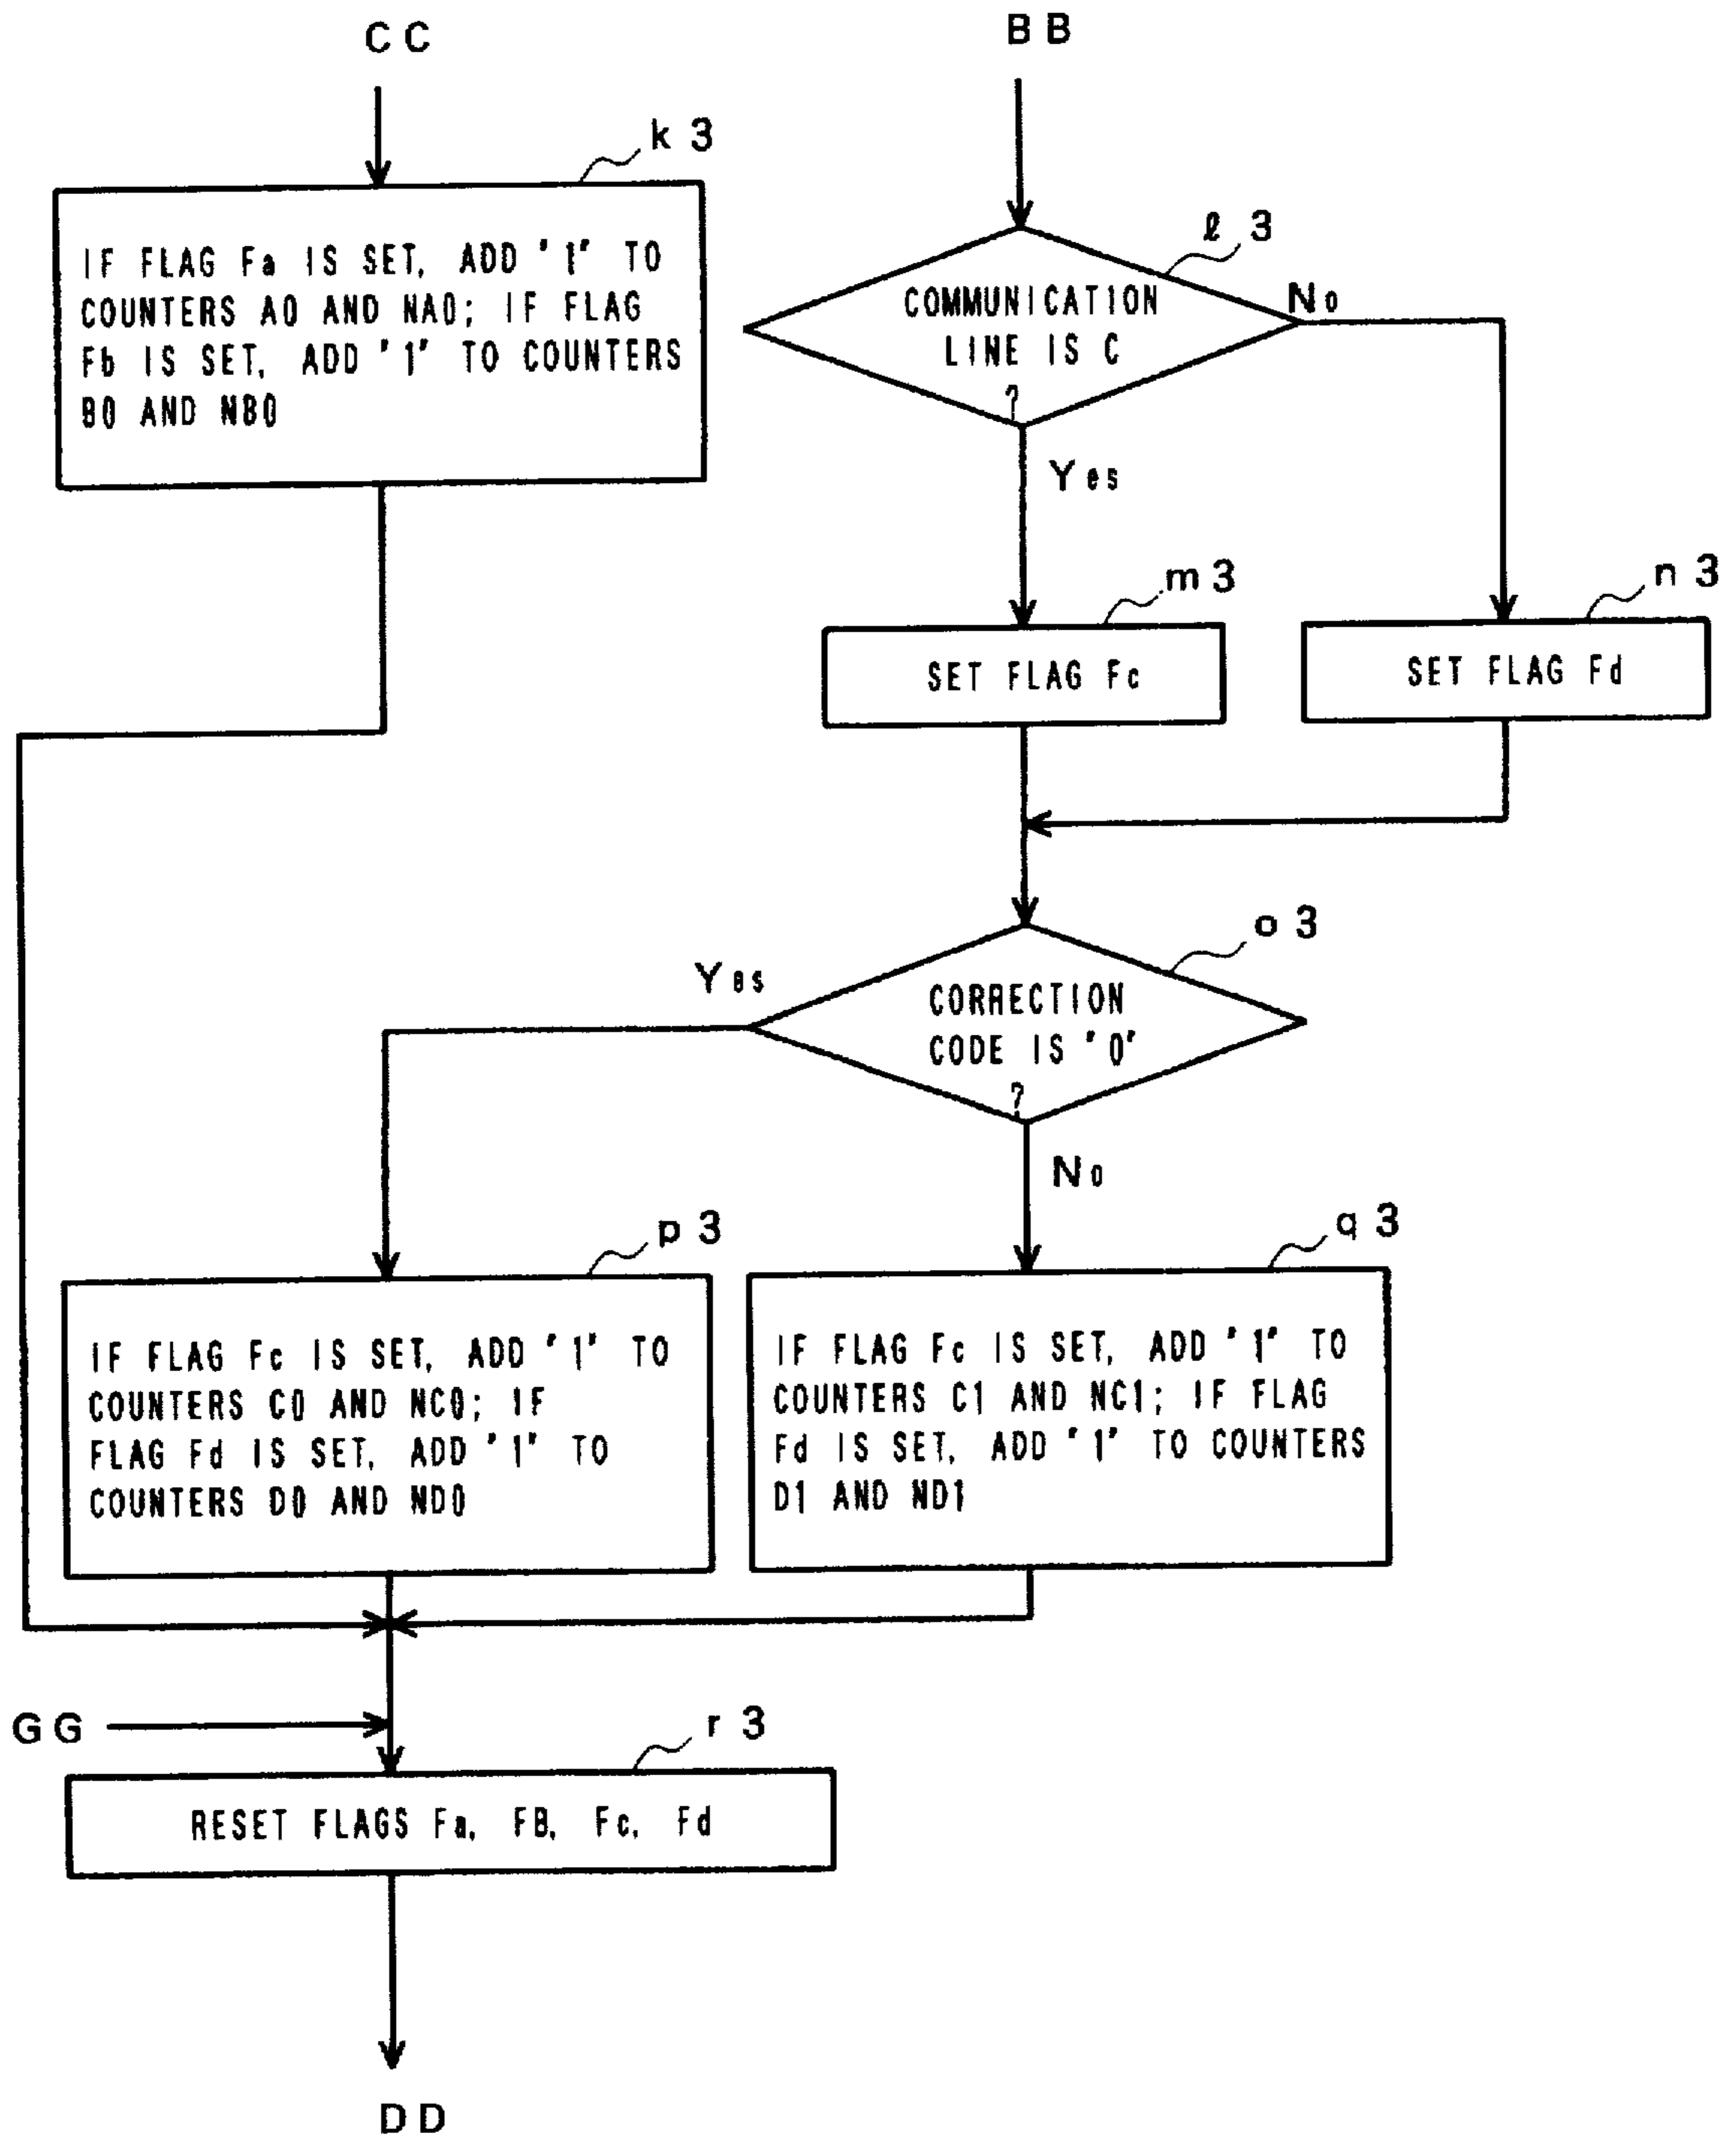 CC
k3
IF FLAG Fa IS SET, ADD "1" TO
COUNTERS A0 AND NA0; IF FLAG
Fb IS SET, ADD "1" TO COUNTERS
B0 AND NB0
BB
ℓ3
COMMUNICATION
LINE IS C
?
No
Yes
m3
SET FLAG Fc
n3
SET FLAG Fd
o3
CORRECTION
CODE IS "0"
?
Yes
No
p3
IF FLAG Fc IS SET, ADD "1" TO
COUNTERS C0 AND NC0; IF
FLAG Fd IS SET, ADD "1" TO
COUNTERS D0 AND ND0
q3
IF FLAG Fc IS SET, ADD "1" TO
COUNTERS C1 AND NC1; IF FLAG
Fd IS SET, ADD "1" TO COUNTERS
D1 AND ND1
GG
r3
RESET FLAGS Fa, FB, Fc, Fd
DD